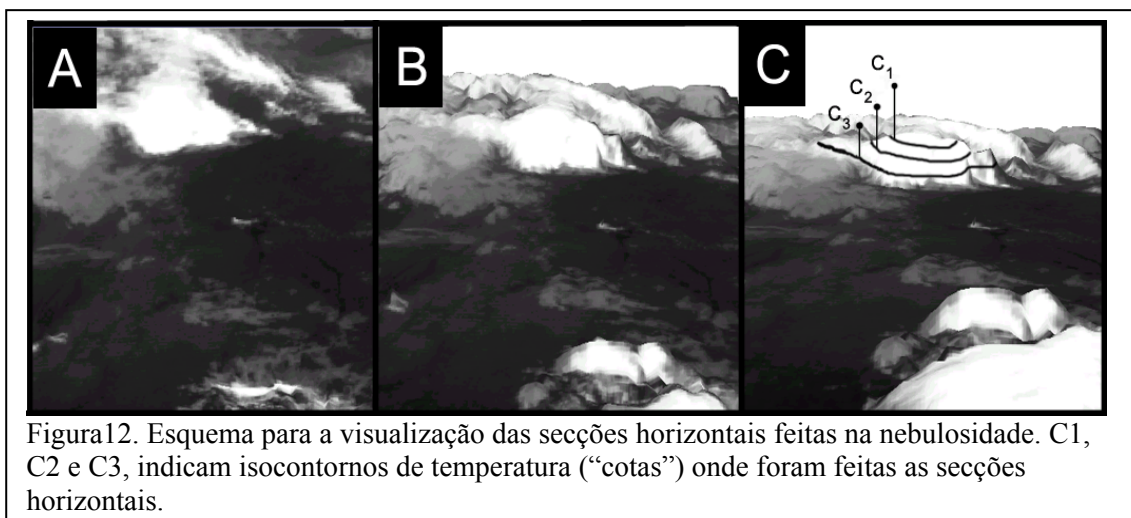 A B C
C1
C2
C3
Figura12. Esquema para a visualização das secções horizontais feitas na nebulosidade. C1,
C2 e C3, indicam isocontornos de temperatura (“cotas”) onde foram feitas as secções
horizontais.